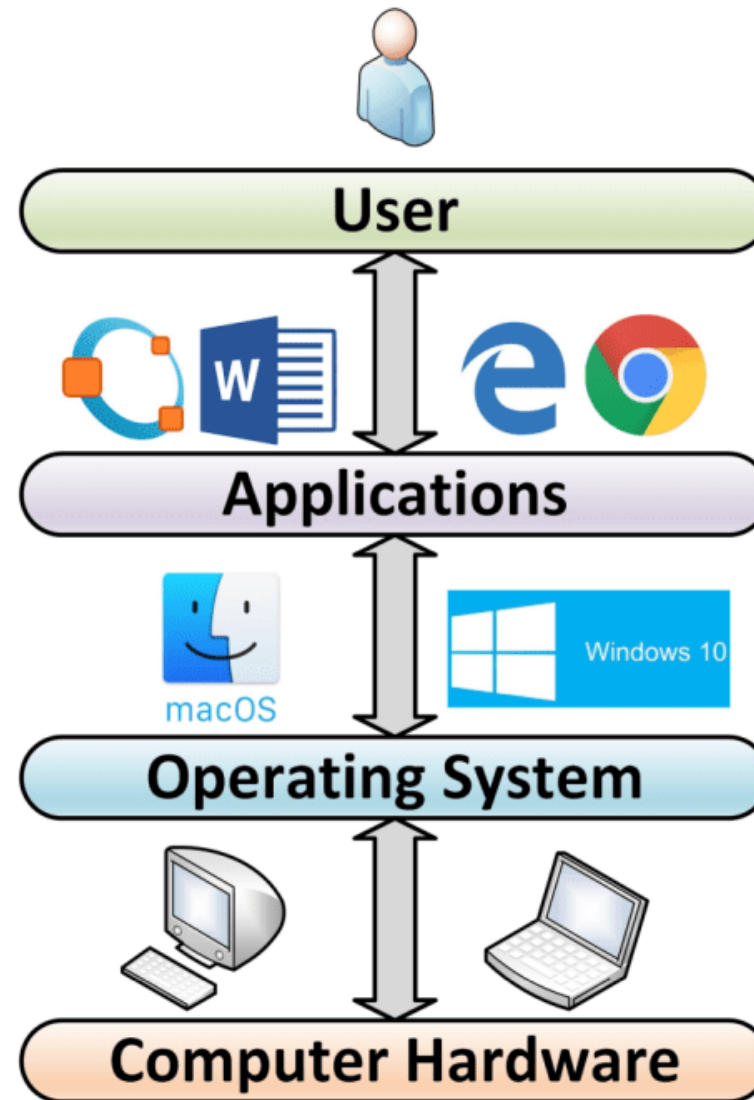 User
W
Applications
macOS
Windows 10
Operating System
Computer Hardware